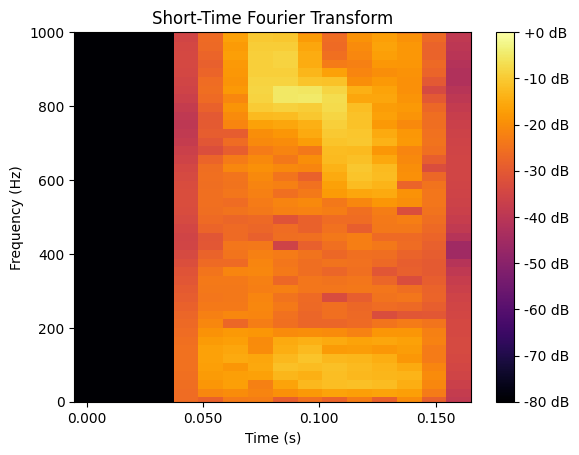 Short-Time Fourier Transform
1000
800
600
400
200
0
Frequency (Hz)
0.000
0.050
0.100
0.150
Time (s)
+0 dB
-10 dB
-20 dB
-30 dB
-40 dB
-50 dB
-60 dB
-70 dB
-80 dB